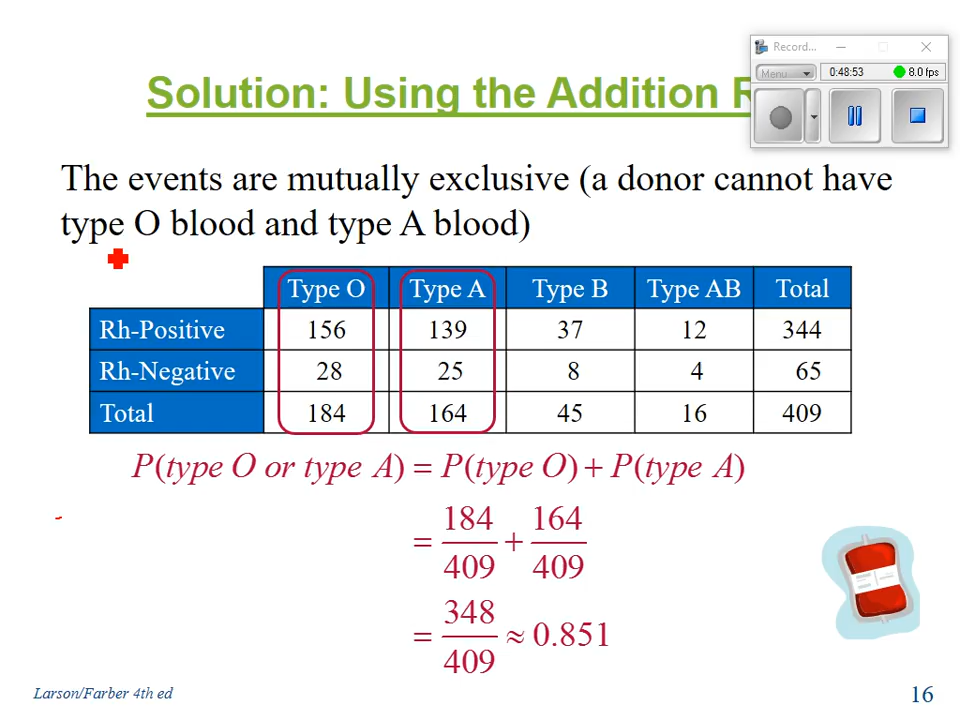 Record...
Menu
0:48:53
8.0 fps
Solution: Using the Addition
The events are mutually exclusive (a donor cannot have
type O blood and type A blood)
Type O Type A Type B Type AB Total
Rh-Positive 156 139 37 12 344
Rh-Negative 28 25 8 4 65
Total 184 164 45 16 409
P(type O or type A) = P(type O) + P(type A)
= 184/409 + 164/409
= 348/409 ≈ 0.851
Larson/Farber 4th ed
16